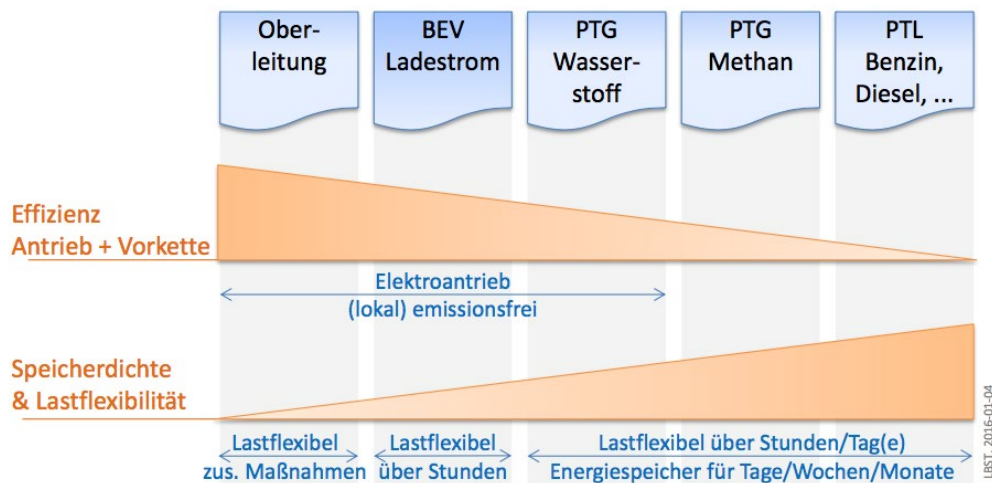 Ober-
leitung
BEV
Ladestrom
PTG
Wasser-
stoff
PTG
Methan
PTL
Benzin,
Diesel, ...
Effizienz
Antrieb + Vorkette
Elektroantrieb
(lokal) emissionsfrei
Speicherdichte
& Lastflexibilität
Lastflexibel
zus. Maßnahmen
Lastflexibel
über Stunden
Lastflexibel über Stunden/Tag(e)
Energiespeicher für Tage/Wochen/Monate
LBST, 2016-01-04